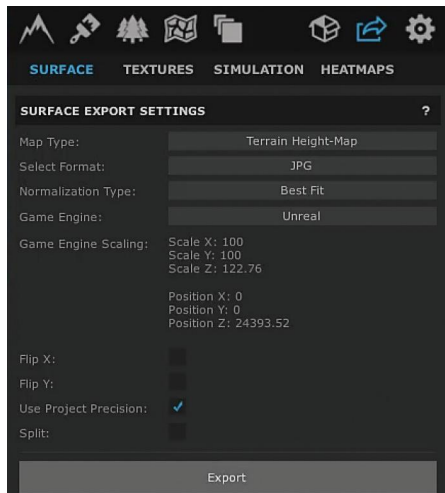 SURFACE TEXTURES SIMULATION HEATMAPS
SURFACE EXPORT SETTINGS ?
Map Type: Terrain Height-Map
Select Format: JPG
Normalization Type: Best Fit
Game Engine: Unreal
Game Engine Scaling: Scale X: 100
Scale Y: 100
Scale Z: 122.76
Position X: 0
Position Y: 0
Position Z: 24393.52
Flip X:
Flip Y:
Use Project Precision:
Split:
Export